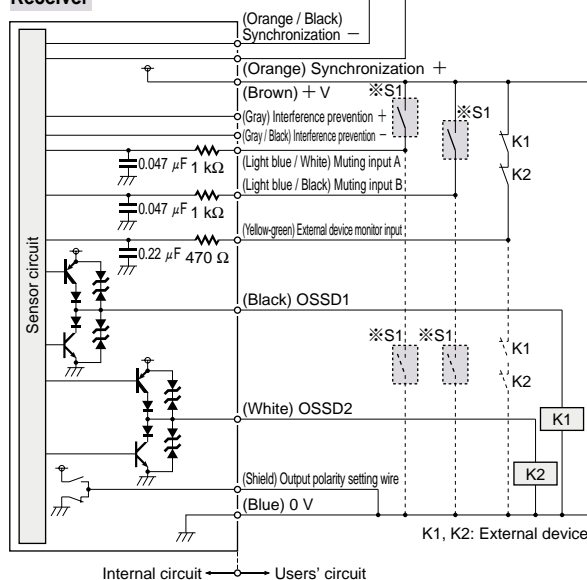 Receiver
(Orange / Black)
Synchronization −
(Orange) Synchronization +
(Brown) + V
※S1
※S1
(Gray) Interference prevention +
(Gray / Black) Interference prevention −
K1
0.047 μF 1 kΩ
(Light blue / White) Muting input A
K2
(Light blue / Black) Muting input B
0.047 μF 1 kΩ
(Yellow-green) External device monitor input
0.22 μF 470 Ω
Sensor circuit
(Black) OSSD1
※S1 ※S1
K1
K2
(White) OSSD2
K1
K2
(Shield) Output polarity setting wire
(Blue) 0 V
K1, K2: External device
Internal circuit Users' circuit